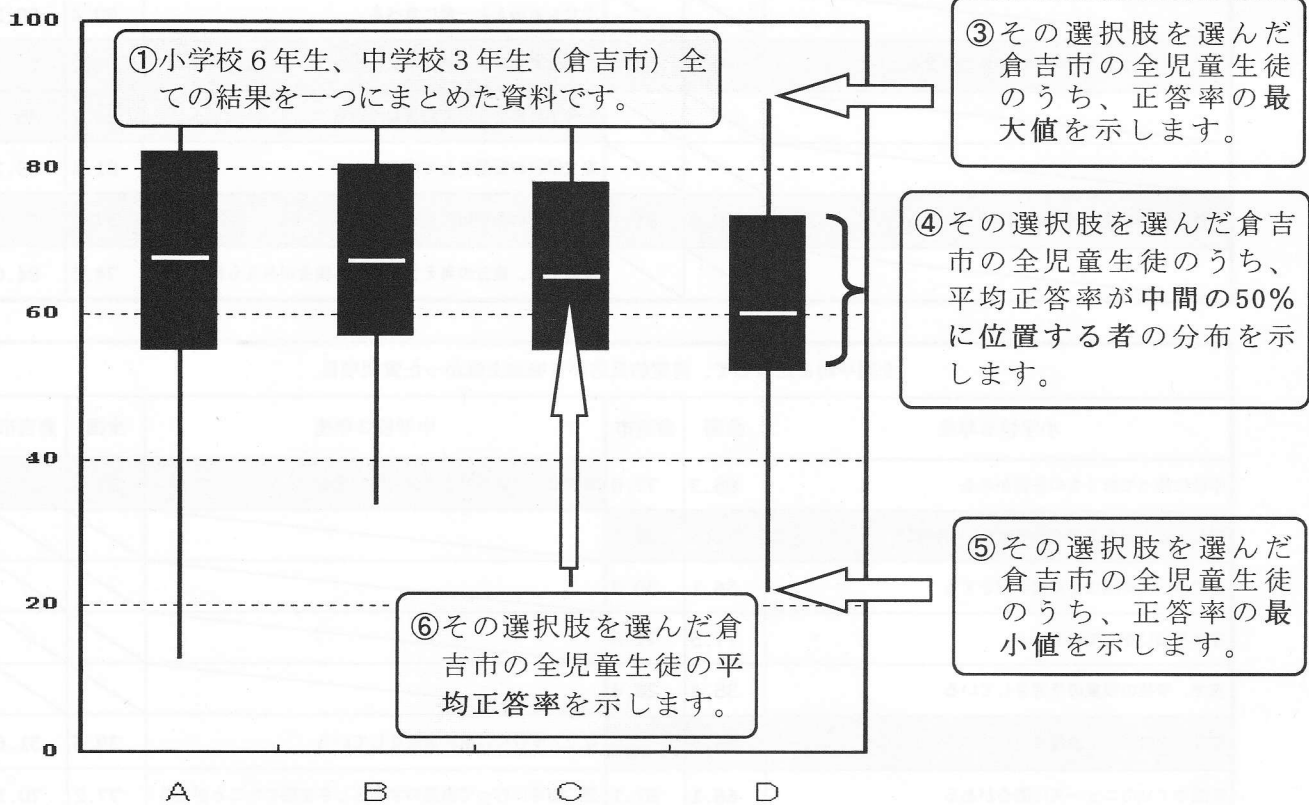 100
①小学校６年生、中学校３年生（倉吉市）全
ての結果を一つにまとめた資料です。
③その選択肢を選んだ
倉吉市の全児童生徒
のうち、正答率の最
大値を示します。
80
④その選択肢を選んだ倉吉
市の全児童生徒のうち、
平均正答率が中間の50％
に位置する者の分布を示
します。
60
40
⑤その選択肢を選んだ
倉吉市の全児童生徒
のうち、正答率の最
小値を示します。
20
⑥その選択肢を選んだ倉
吉市の全児童生徒の平
均正答率を示します。
0
A
B
C
D